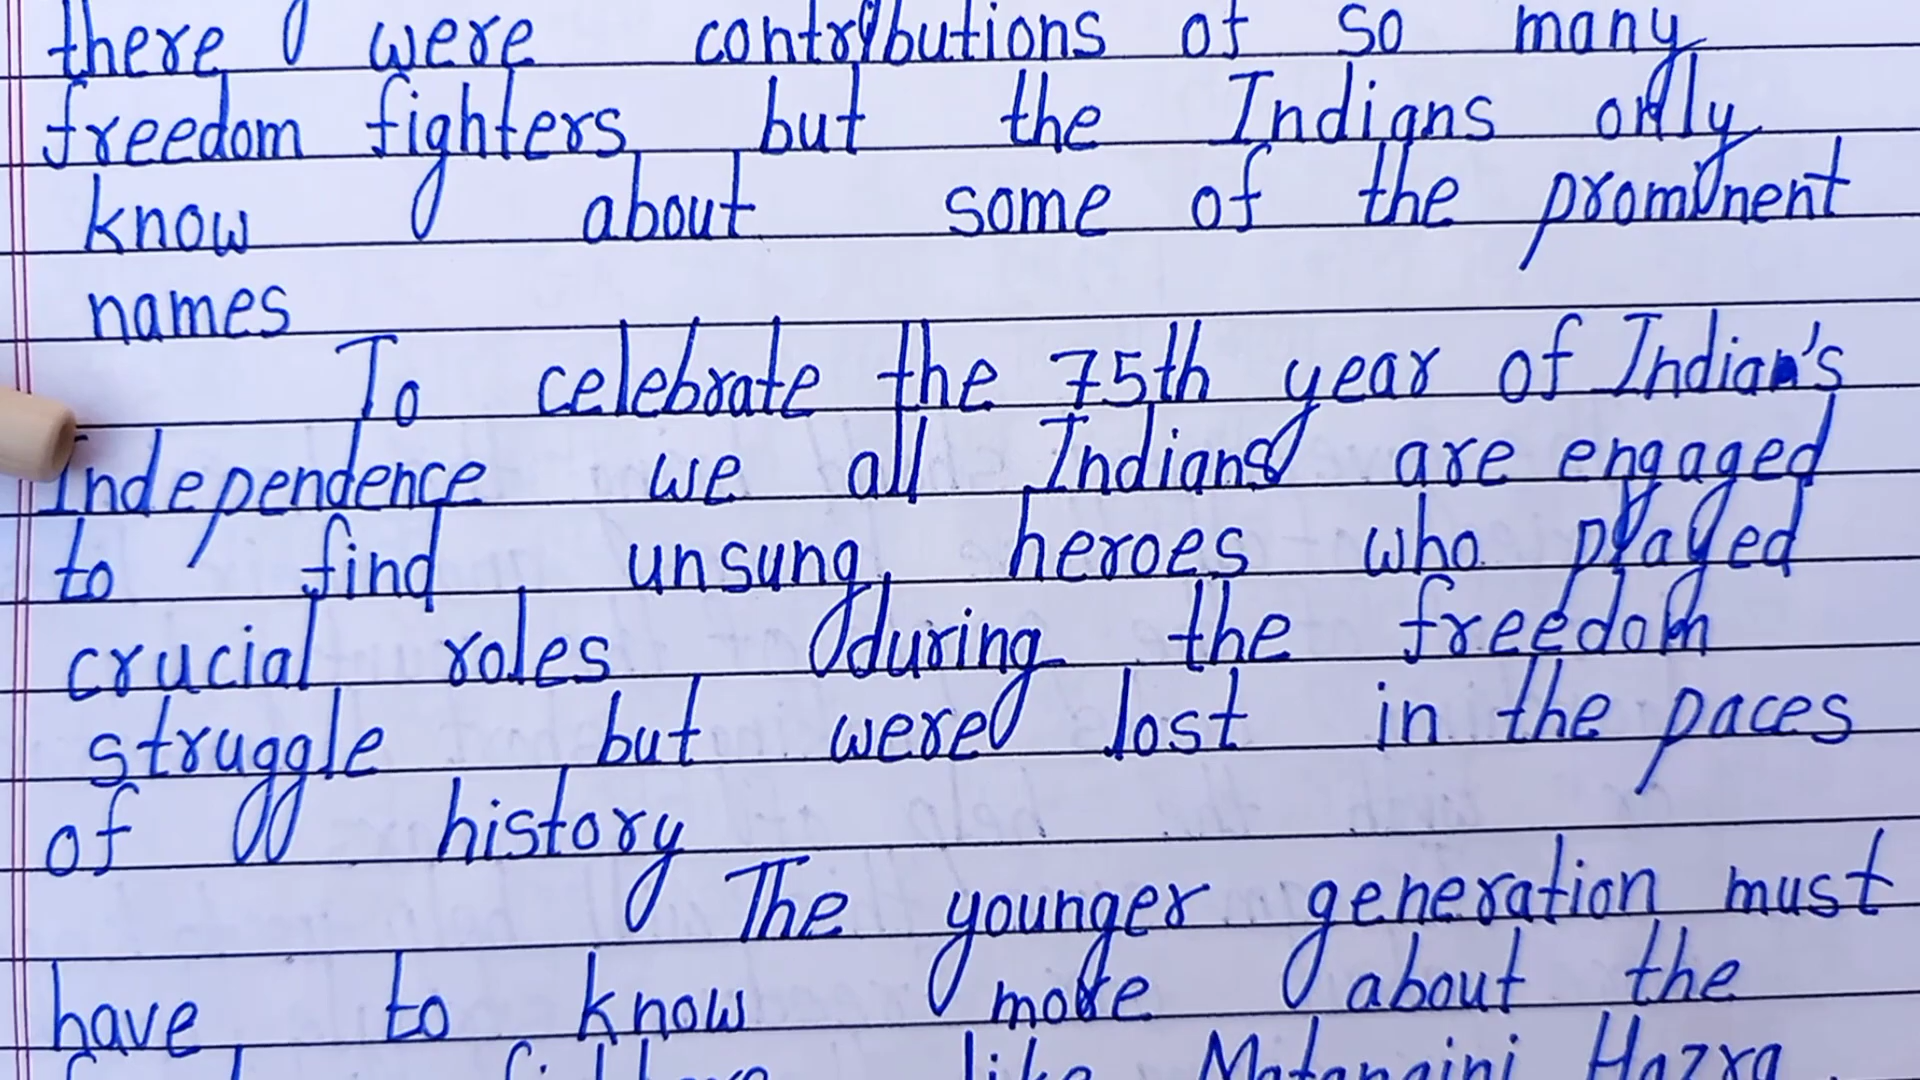 there were contributions of so many
freedom fighters but the Indians only
know about some of the prominent
names
To celebrate the 75th year of Indian's
Independence we all Indians are engaged
to find unsung heroes who played
crucial roles during the freedom
struggle but were lost in the paces
of history
The younger generation must
have to know more about the
like Matangini Hazra